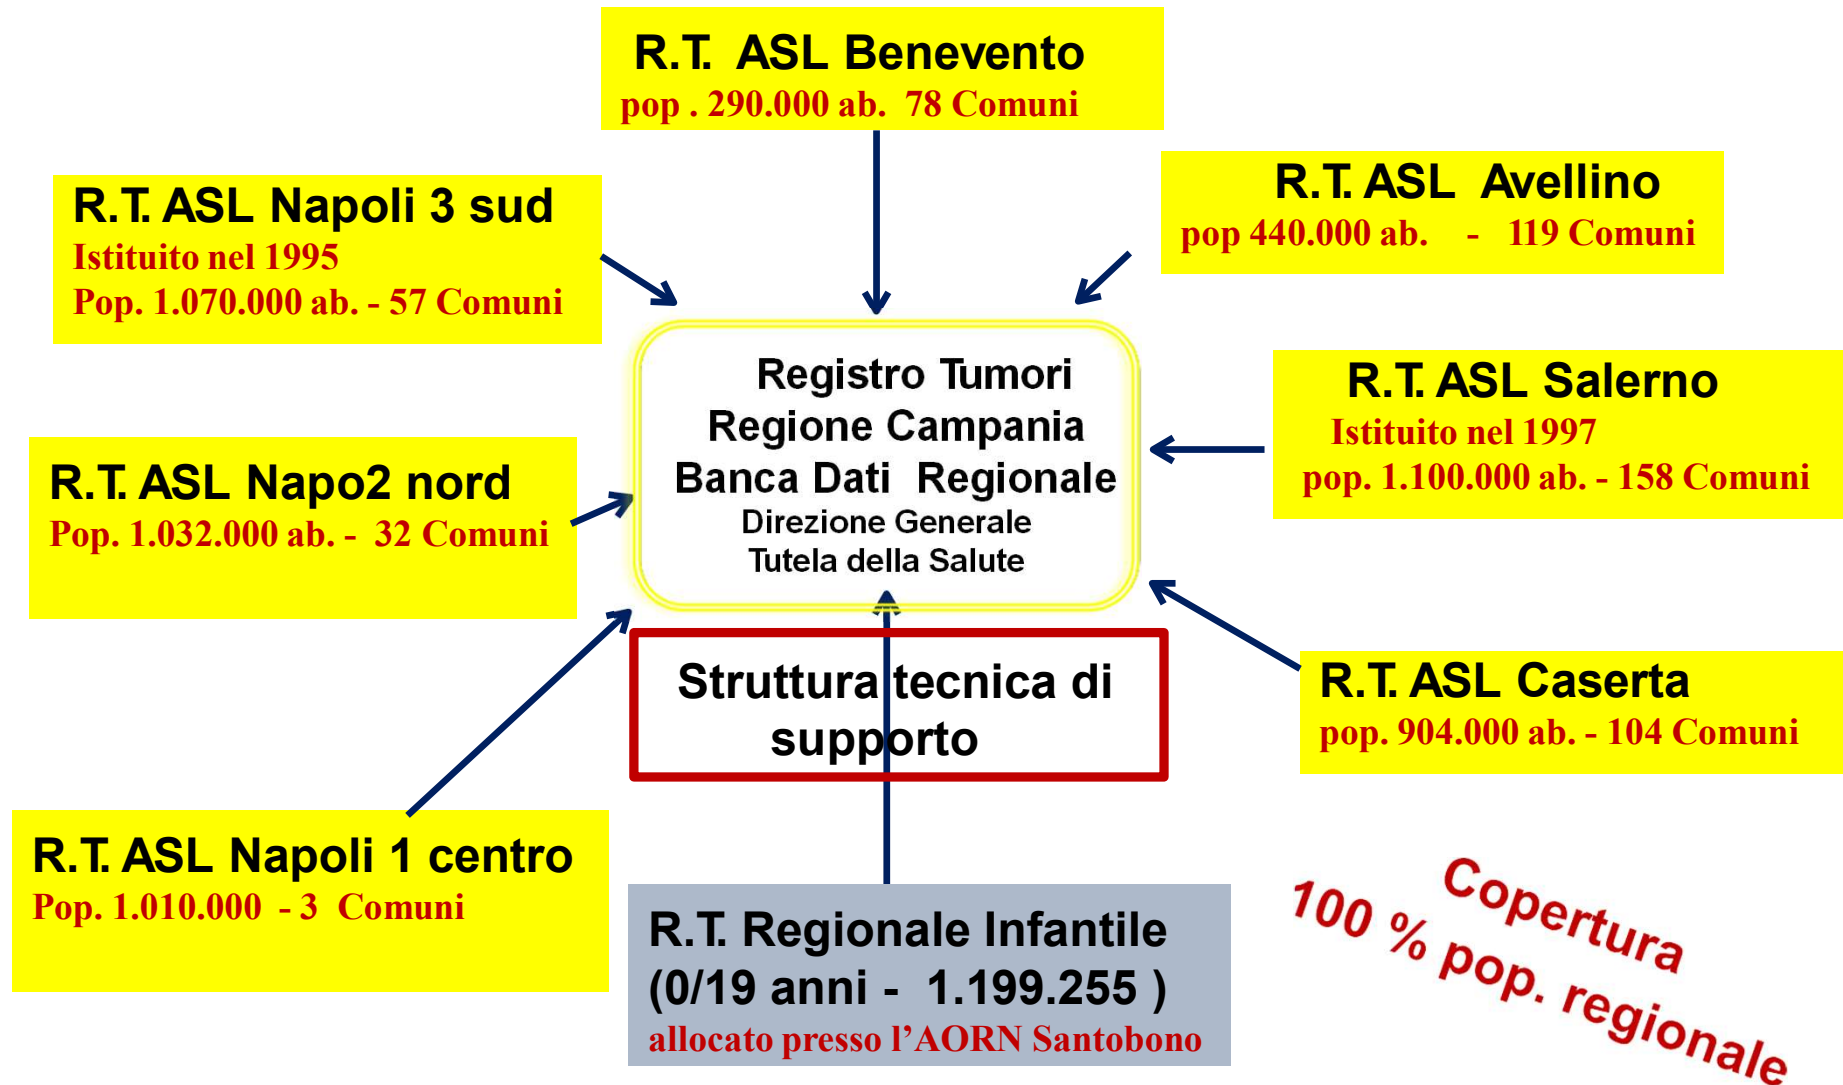 R.T. ASL Benevento
pop . 290.000 ab. 78 Comuni
R.T. ASL Napoli 3 sud
Istituito nel 1995
Pop. 1.070.000 ab. - 57 Comuni
R.T. ASL Avellino
pop 440.000 ab. - 119 Comuni
Registro Tumori
Regione Campania
Banca Dati Regionale
Direzione Generale
Tutela della Salute
R.T. ASL Salerno
Istituito nel 1997
pop. 1.100.000 ab. - 158 Comuni
R.T. ASL Napo2 nord
Pop. 1.032.000 ab. - 32 Comuni
Struttura tecnica di
supporto
R.T. ASL Caserta
pop. 904.000 ab. - 104 Comuni
R.T. ASL Napoli 1 centro
Pop. 1.010.000 - 3 Comuni
R.T. Regionale Infantile
(0/19 anni - 1.199.255 )
allocato presso l’AORN Santobono
Copertura
100 % pop. regionale